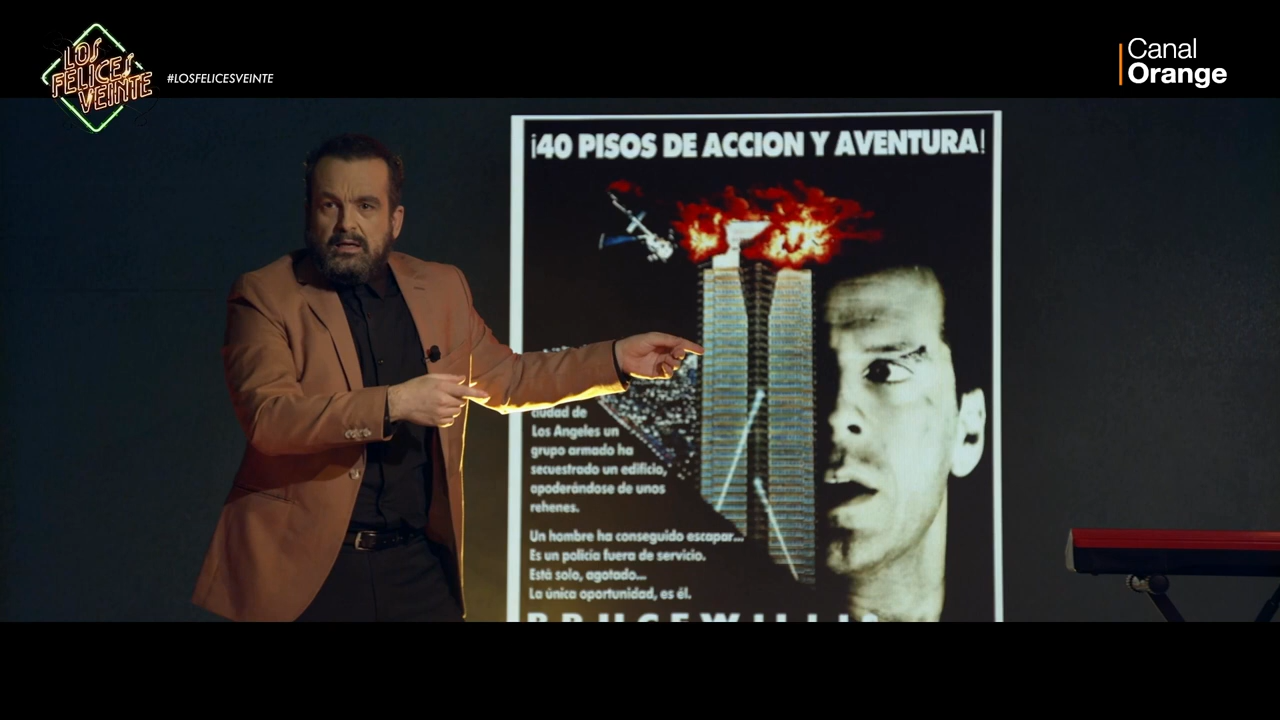 LOS
FELICES
VEINTE
#LOSFELICESVEINTE
Canal
Orange
¡40 PISOS DE ACCION Y AVENTURA!
ciudad de
Los Angeles un
grupo armado ha
secuestrado un edificio,
apoderándose de unos
rehenes.
Un hombre ha conseguido escapar...
Es un policía fuera de servicio.
Está solo, agotado...
La única oportunidad, es él.
BRUCE WILLIS